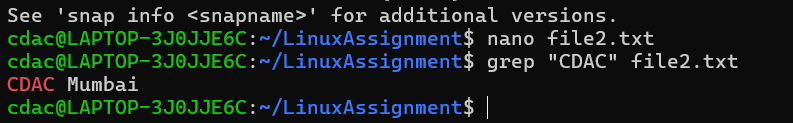 See 'snap info <snapname>' for additional versions.
cdac@LAPTOP-3J0JJE6C:~/LinuxAssignment$ nano file2.txt
cdac@LAPTOP-3J0JJE6C:~/LinuxAssignment$ grep "CDAC" file2.txt
CDAC Mumbai
cdac@LAPTOP-3J0JJE6C:~/LinuxAssignment$